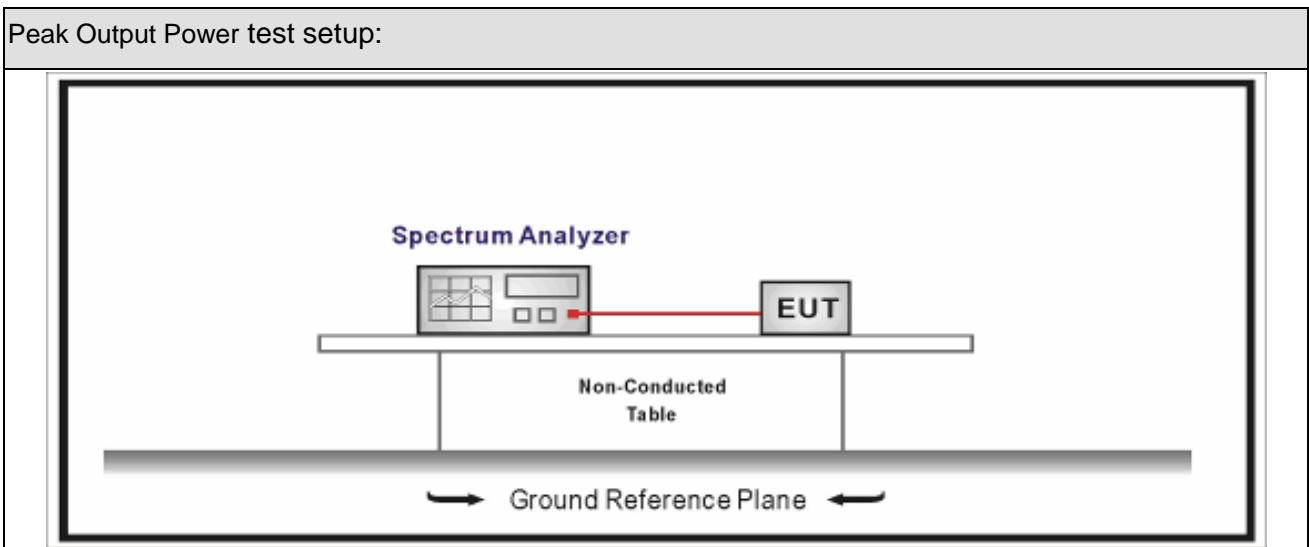 Peak Output Power test setup:
Spectrum Analyzer
EUT
Non-Conducted
Table
Ground Reference Plane